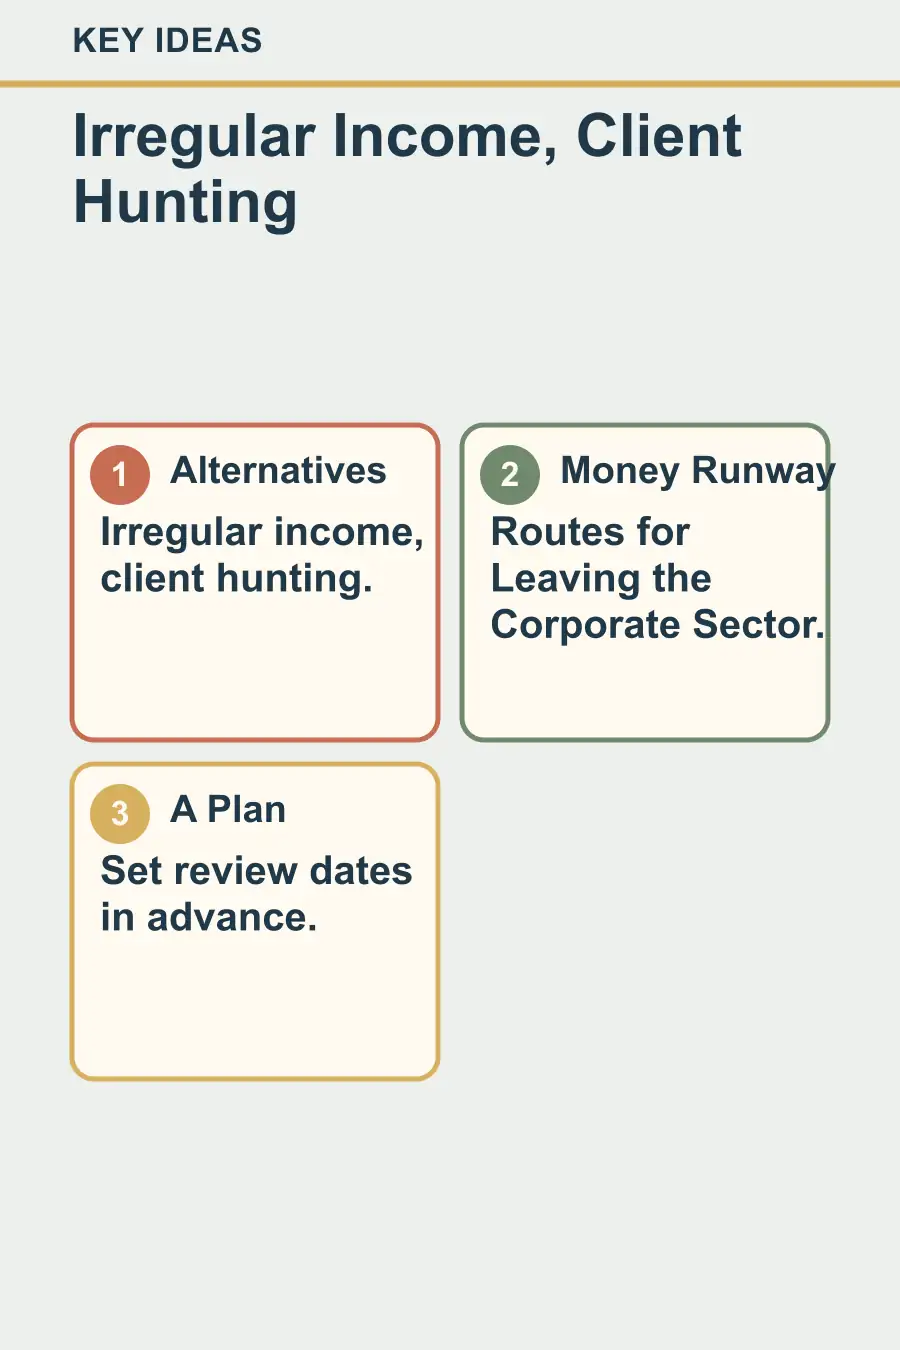 KEY IDEAS
Irregular Income, Client
Hunting
1 Alternatives
Irregular income,
client hunting.
2 Money Runway
Routes for
Leaving the
Corporate Sector.
3 A Plan
Set review dates
in advance.